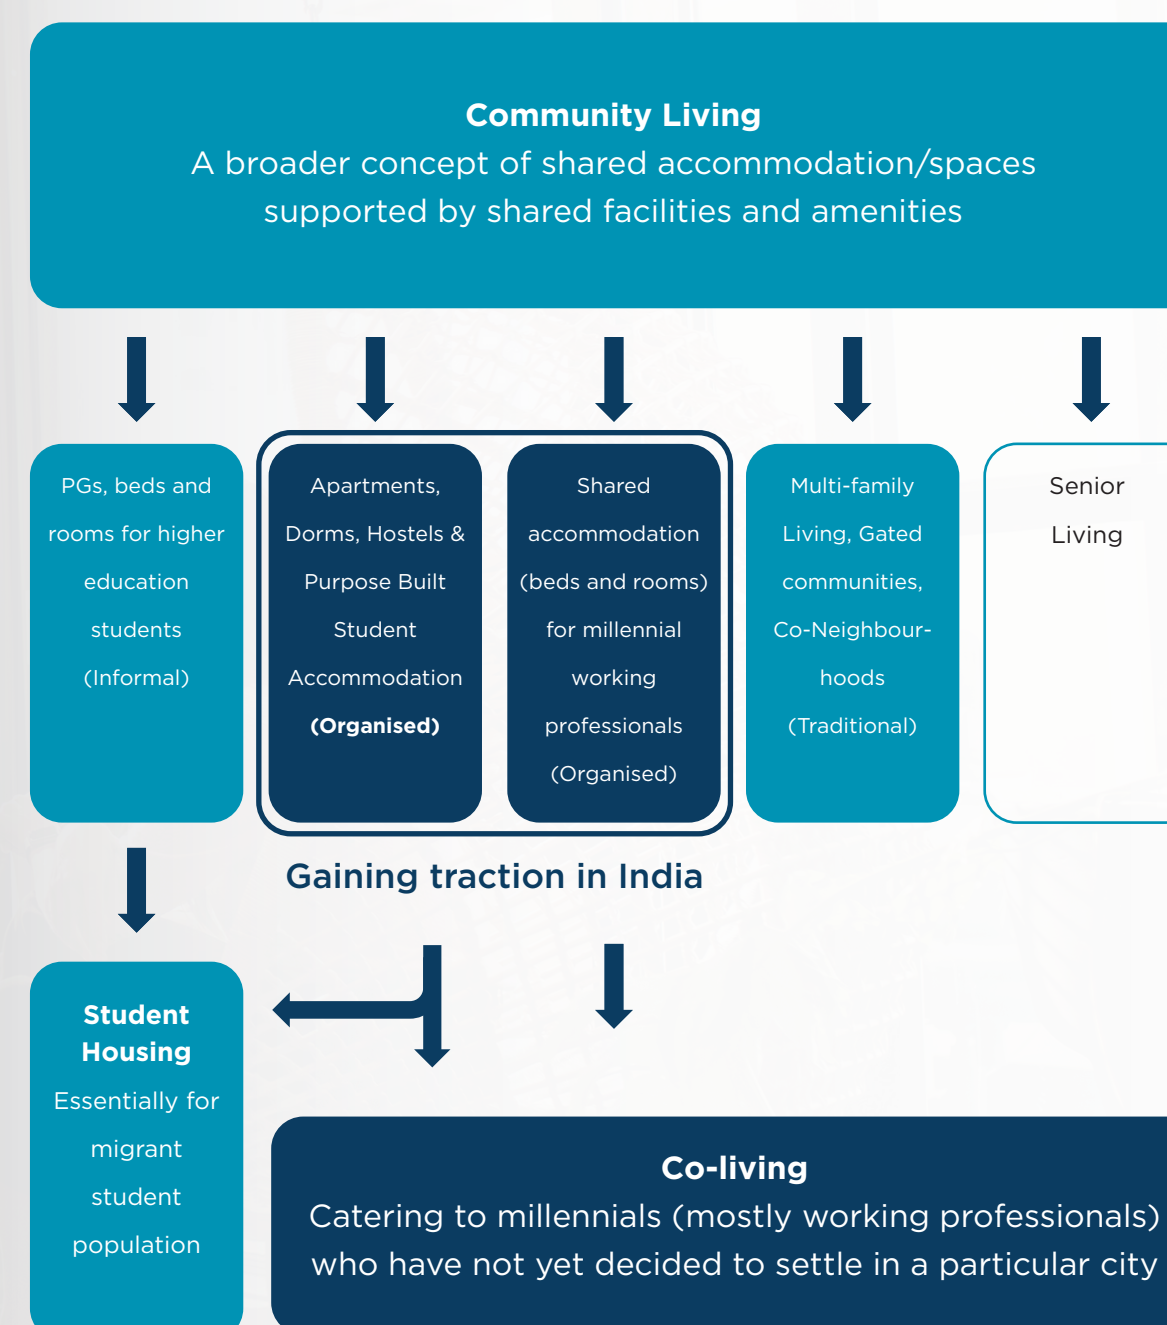 Community Living
A broader concept of shared accommodation/spaces
supported by shared facilities and amenities
PGs, beds and
rooms for higher
education
students
(Informal)
Apartments,
Dorms, Hostels &
Purpose Built
Student
Accommodation
(Organised)
Shared
accommodation
(beds and rooms)
for millennial
working
professionals
(Organised)
Multi-family
Living, Gated
communities,
Co-Neighbour-
hoods
(Traditional)
Senior
Living
Gaining traction in India
Student
Housing
Essentially for
migrant
student
population
Co-living
Catering to millennials (mostly working professionals)
who have not yet decided to settle in a particular city